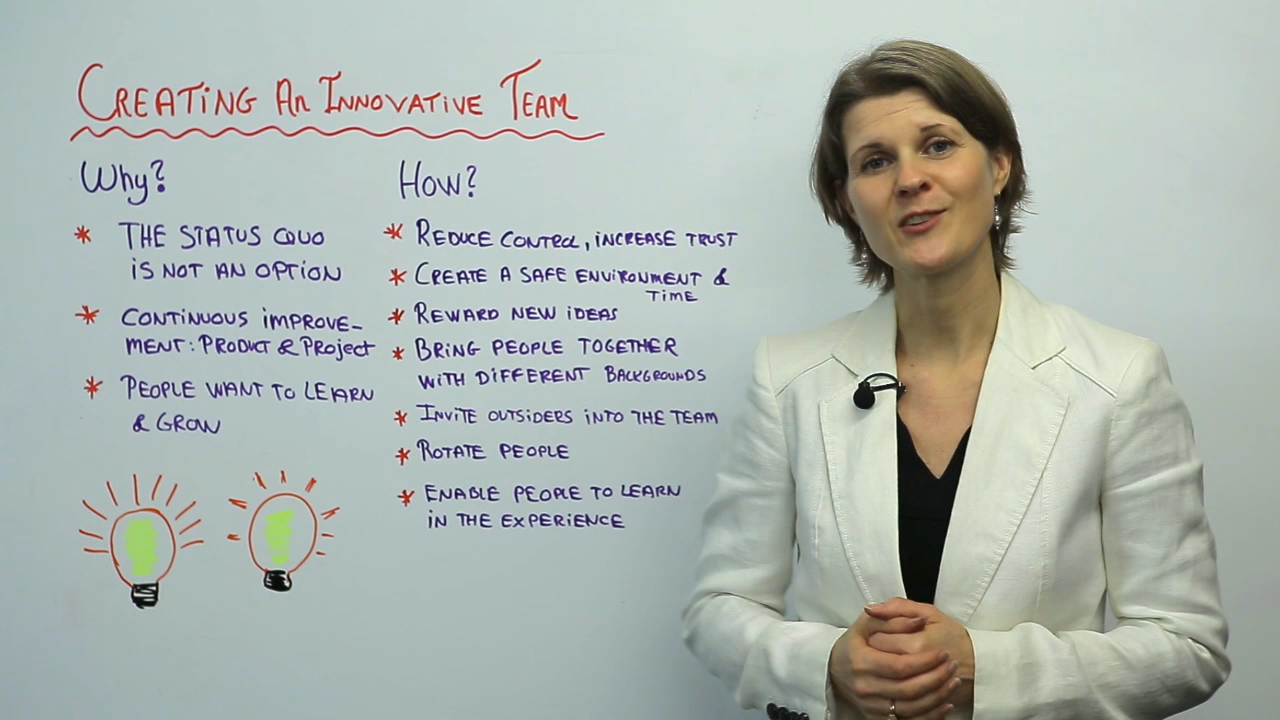 CREATING An INNOVATIVE TEAM
Why?
* THE STATUS QUO
IS NOT AN OPTION
* CONTINUOUS IMPROVE-
MENT: PRODUCT & PROJECT
* PEOPLE WANT TO LEARN
& GROW
How?
* REDUCE CONTROL, INCREASE TRUST
* CREATE A SAFE ENVIRONMENT &
TIME
* REWARD NEW IDEAS
* BRING PEOPLE TOGETHER
WITH DIFFERENT BACKGROUNDS
* INVITE OUTSIDERS INTO THE TEAM
* ROTATE PEOPLE
* ENABLE PEOPLE TO LEARN
IN THE EXPERIENCE